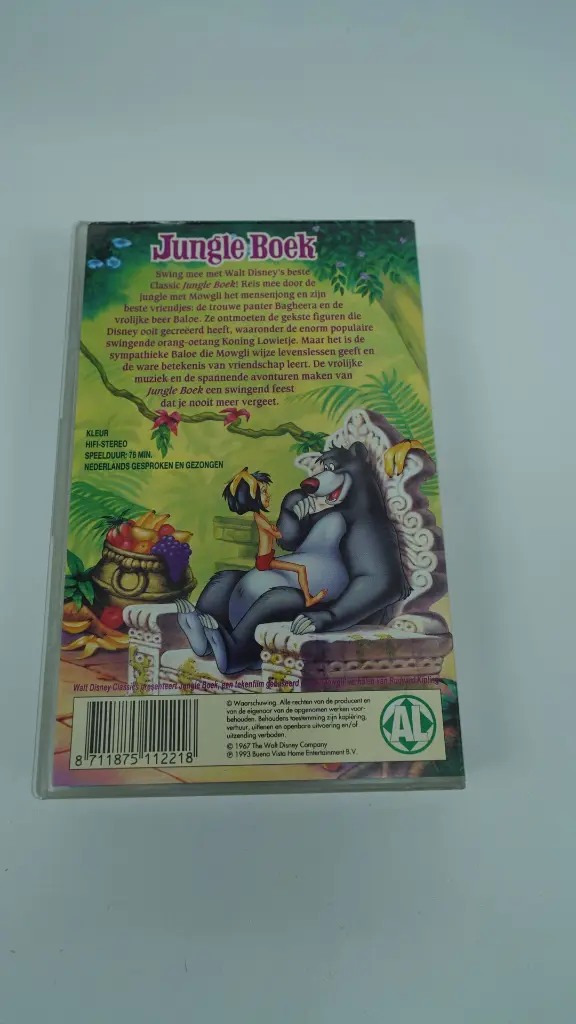 Jungle Boek
Swing mee met Walt Disney's beste
Classic Jungle Boek! Reis mee door de
jungle met Mowgli het mensenjong en zijn
beste vriendjes: de trouwe panter Bagheera en de
vrolijke beer Baloe. Ze ontmoeten de gekste figuren die
Disney ooit gecreëerd heeft, waaronder de enorm populaire
swingende orang-oetang Koning Lowietje. Maar het is de
sympathieke Baloe die Mowgli wijze levenslessen geeft en
de ware betekenis van vriendschap leert. De vrolijke
muziek en de spannende avonturen maken van
Jungle Boek een swingend feest
dat je nooit meer vergeet.
KLEUR
HIFI-STEREO
SPEELDUUR: 75 MIN.
NEDERLANDS GESPROKEN EN GEZONGEN
Walt Disney Classics presenteert Jungle Boek, een tekenfilm gebaseerd van Rudyard Kipling
© Waarschuwing. Alle rechten van de producent en
van de eigenaar van de opgenomen werken voor-
behouden. Behoudens toestemming zijn kopiëring,
verhuur, uitlenen en openbare uitvoering en/of
uitzending verboden.
© 1967 The Walt Disney Company
℗ 1993 Buena Vista Home Entertainment B.V.
8 711875 112218
AL